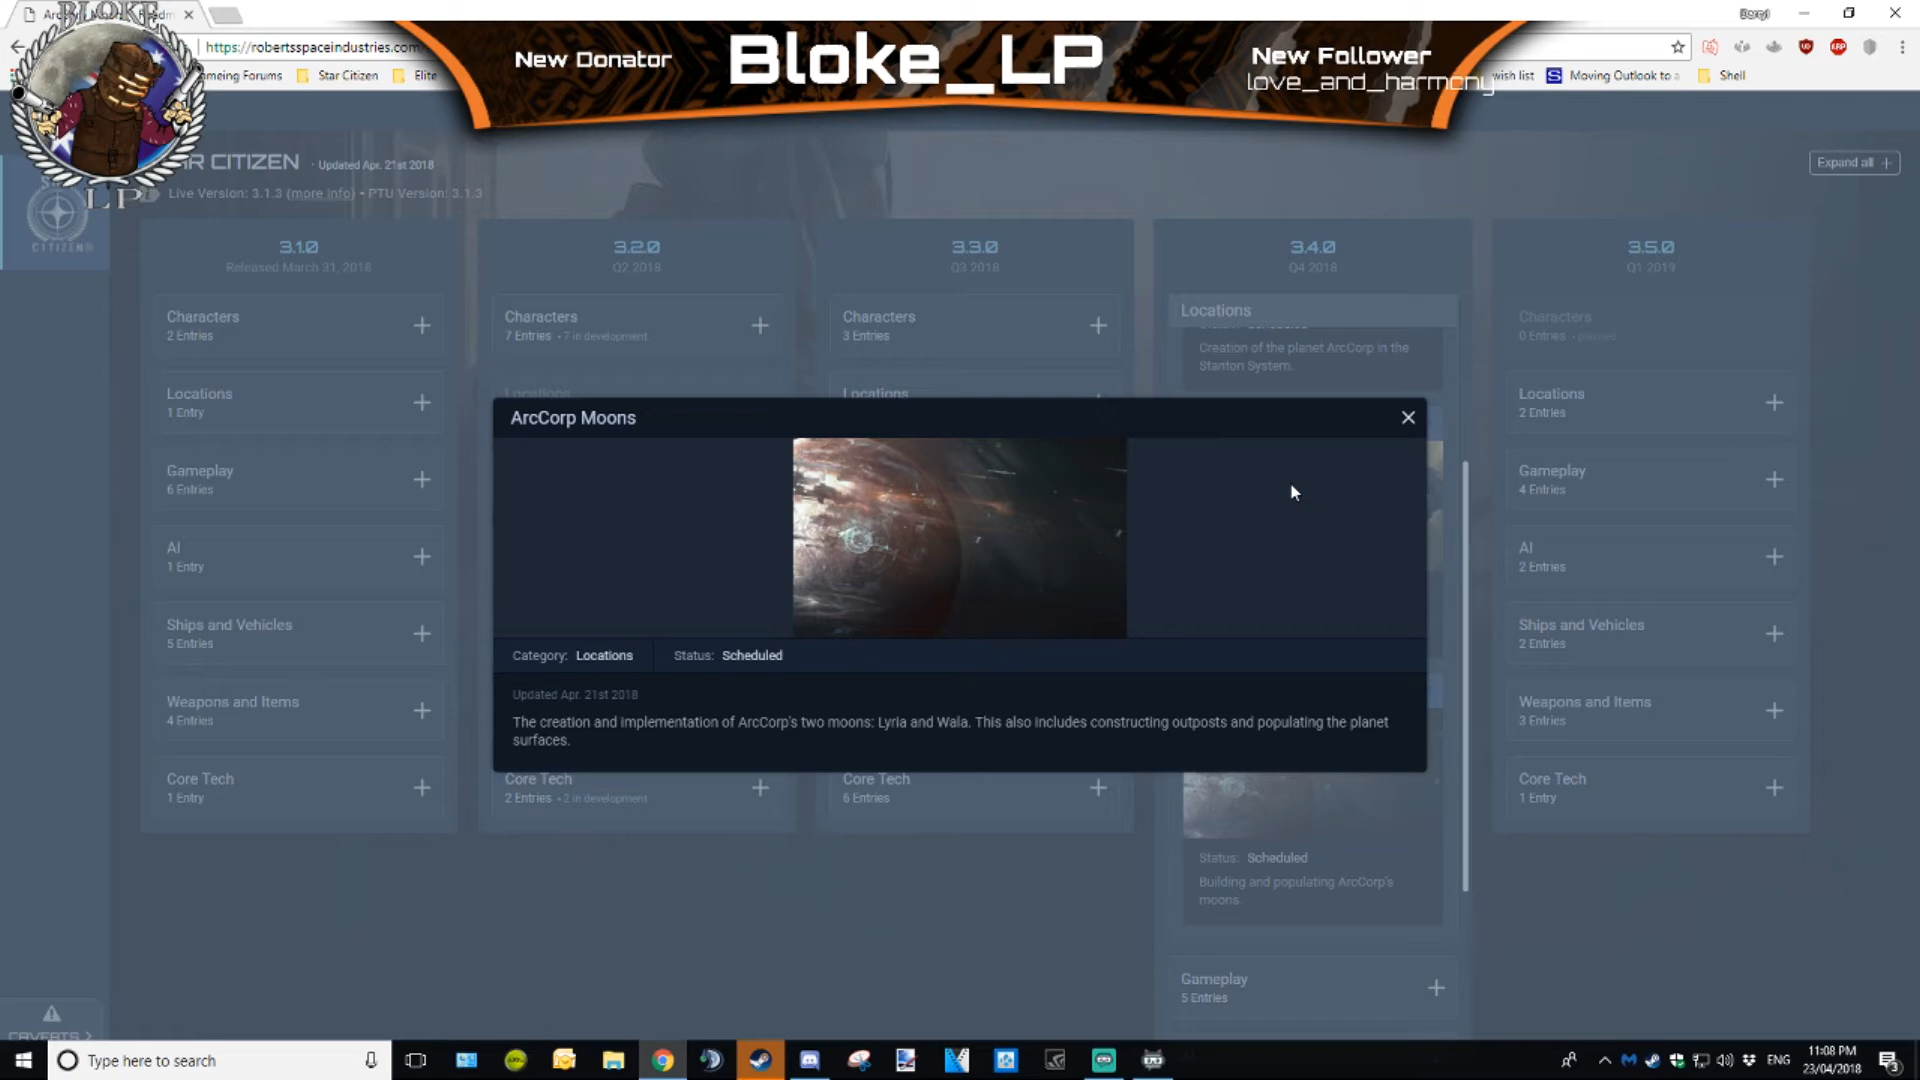 BLOKE
LP
https://robertsspaceindustries.com
New Donator
Bloke_LP
New Follower
love_and_harmony
Star Citizen
Elite
wish list
Moving Outlook to
Shell
Updated Apr. 21st 2018
Live Version: 3.1.3 (more info) • PTU Version: 3.1.3
Expand all
CITIZEN
3.1.0
Released March 31, 2018
Characters
2 Entries
Locations
1 Entry
Gameplay
6 Entries
AI
1 Entry
Ships and Vehicles
5 Entries
Weapons and Items
4 Entries
Core Tech
1 Entry
3.2.0
Q2 2018
Characters
7 Entries • 7 in development
Locations
Core Tech
2 Entries • 2 in development
3.3.0
Q3 2018
Characters
3 Entries
Locations
Core Tech
6 Entries
3.4.0
Q4 2018
Locations
Creation of the planet ArcCorp in the
Stanton System.
Status: Scheduled
Building and populating ArcCorp's
moons.
Gameplay
5 Entries
3.5.0
Q1 2019
Characters
0 Entries • planned
Locations
2 Entries
Gameplay
4 Entries
AI
2 Entries
Ships and Vehicles
2 Entries
Weapons and Items
3 Entries
Core Tech
1 Entry
ArcCorp Moons
Category: Locations
Status: Scheduled
Updated Apr. 21st 2018
The creation and implementation of ArcCorp's two moons: Lyria and Wala. This also includes constructing outposts and populating the planet
surfaces.
Type here to search
ENG
11:08 PM
23/04/2018
3